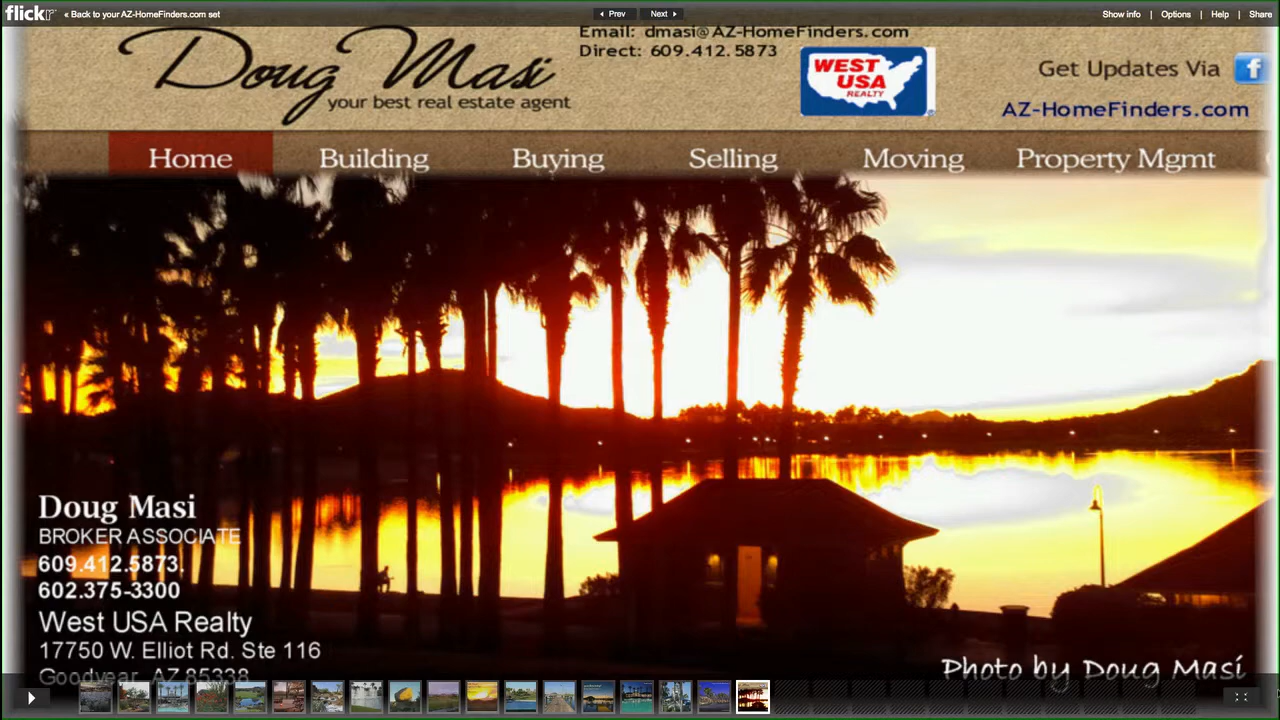 flickr « Back to your AZ-HomeFinders.com set
Prev Next
Show info | Options | Help | Share
Doug Masi
your best real estate agent
Email: dmasi@AZ-HomeFinders.com
Direct: 609.412.5873
WEST
USA
REALTY
Get Updates Via f
AZ-HomeFinders.com
Home Building Buying Selling Moving Property Mgmt
Doug Masi
BROKER ASSOCIATE
609.412.5873.
602.375-3300
West USA Realty
17750 W. Elliot Rd. Ste 116
Goodyear, AZ 85338
Photo by Doug Masi